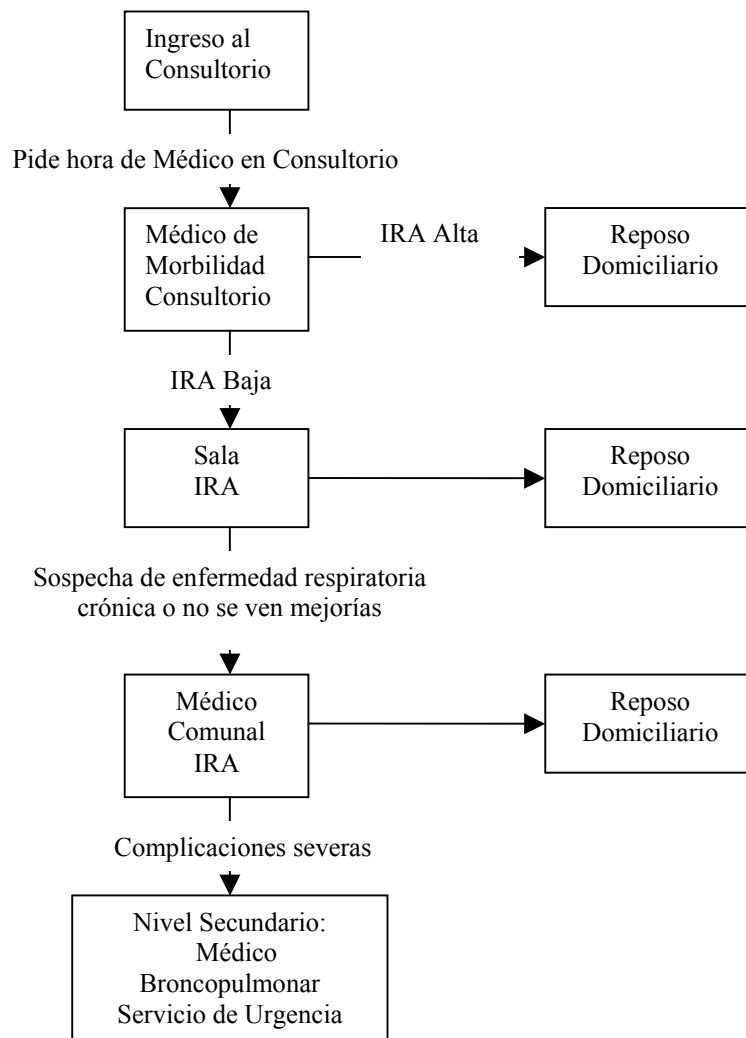 Ingreso al
Consultorio
Pide hora de Médico en Consultorio
Médico de
Morbilidad
Consultorio
IRA Alta
Reposo
Domiciliario
IRA Baja
Sala
IRA
Reposo
Domiciliario
Sospecha de enfermedad respiratoria
crónica o no se ven mejorías
Médico
Comunal
IRA
Reposo
Domiciliario
Complicaciones severas
Nivel Secundario:
Médico
Broncopulmonar
Servicio de Urgencia